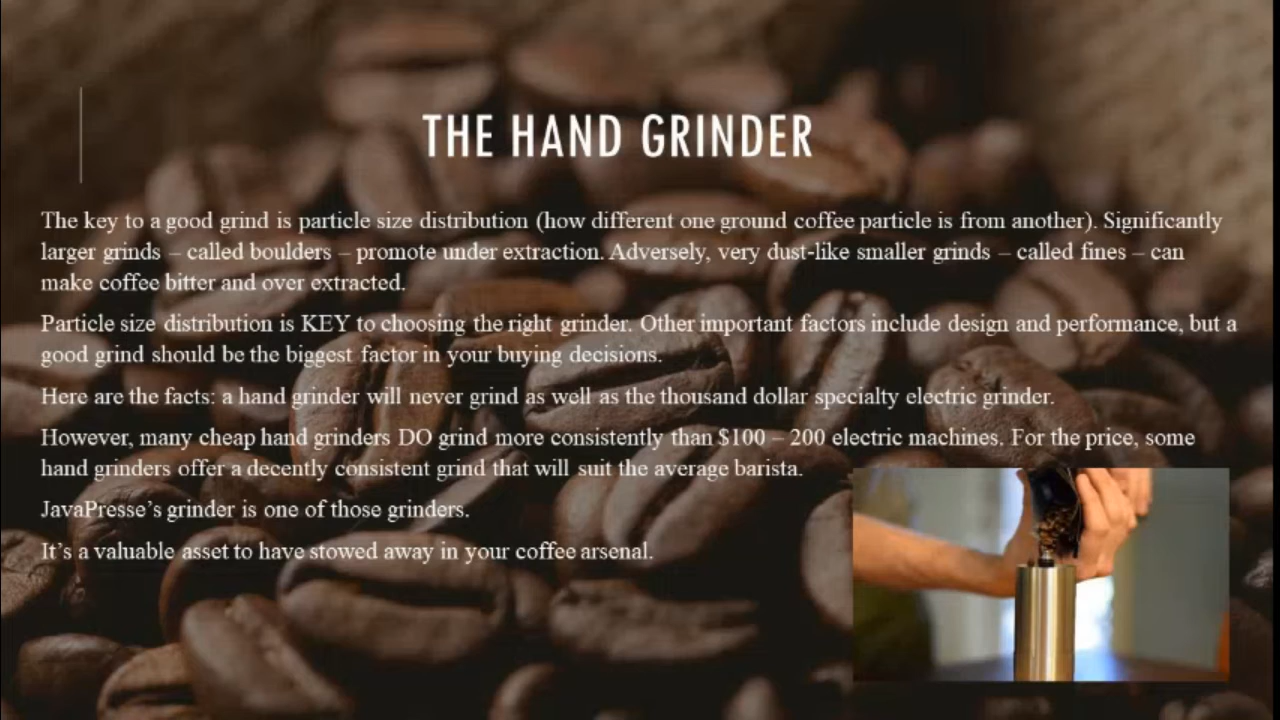 THE HAND GRINDER
The key to a good grind is particle size distribution (how different one ground coffee particle is from another). Significantly
larger grinds – called boulders – promote under extraction. Adversely, very dust-like smaller grinds – called fines – can
make coffee bitter and over extracted.
Particle size distribution is KEY to choosing the right grinder. Other important factors include design and performance, but a
good grind should be the biggest factor in your buying decisions.
Here are the facts: a hand grinder will never grind as well as the thousand dollar specialty electric grinder.
However, many cheap hand grinders DO grind more consistently than $100 – 200 electric machines. For the price, some
hand grinders offer a decently consistent grind that will suit the average barista.
JavaPresse’s grinder is one of those grinders.
It’s a valuable asset to have stowed away in your coffee arsenal.